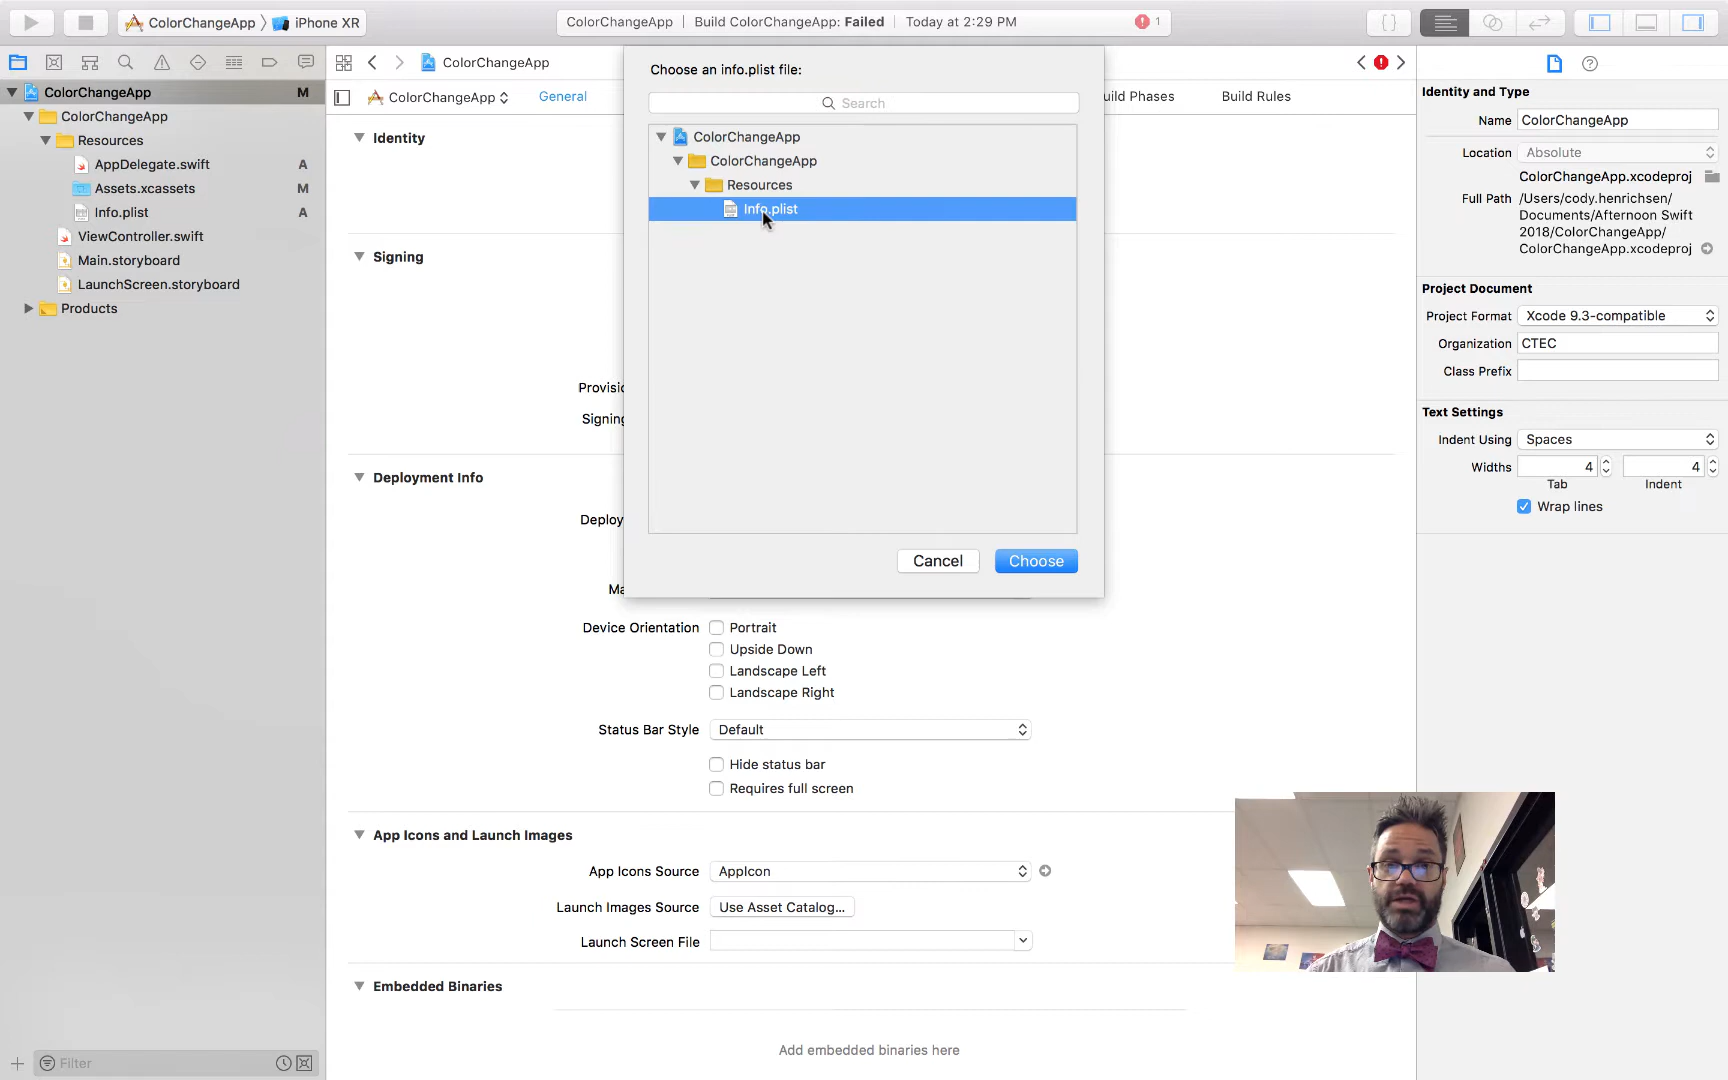 ColorChangeApp
iPhone XR
ColorChangeApp Build ColorChangeApp: Failed Today at 2:29 PM
1
ColorChangeApp M
ColorChangeApp
Resources
AppDelegate.swift A
Assets.xcassets M
Info.plist A
ViewController.swift
Main.storyboard
LaunchScreen.storyboard
Products
Filter
ColorChangeApp
ColorChangeApp
General
uild Phases
Build Rules
Identity
Signing
Provisio
Signing
Deployment Info
Deploy
Ma
Device Orientation
Portrait
Upside Down
Landscape Left
Landscape Right
Status Bar Style Default
Hide status bar
Requires full screen
App Icons and Launch Images
App Icons Source AppIcon
Launch Images Source Use Asset Catalog...
Launch Screen File
Embedded Binaries
Add embedded binaries here
Choose an info.plist file:
Search
ColorChangeApp
ColorChangeApp
Resources
Info.plist
Cancel
Choose
Identity and Type
Name ColorChangeApp
Location Absolute
ColorChangeApp.xcodeproj
Full Path /Users/cody.henrichsen/
Documents/Afternoon Swift
2018/ColorChangeApp/
ColorChangeApp.xcodeproj
Project Document
Project Format Xcode 9.3-compatible
Organization CTEC
Class Prefix
Text Settings
Indent Using Spaces
Widths 4 4
Tab Indent
Wrap lines